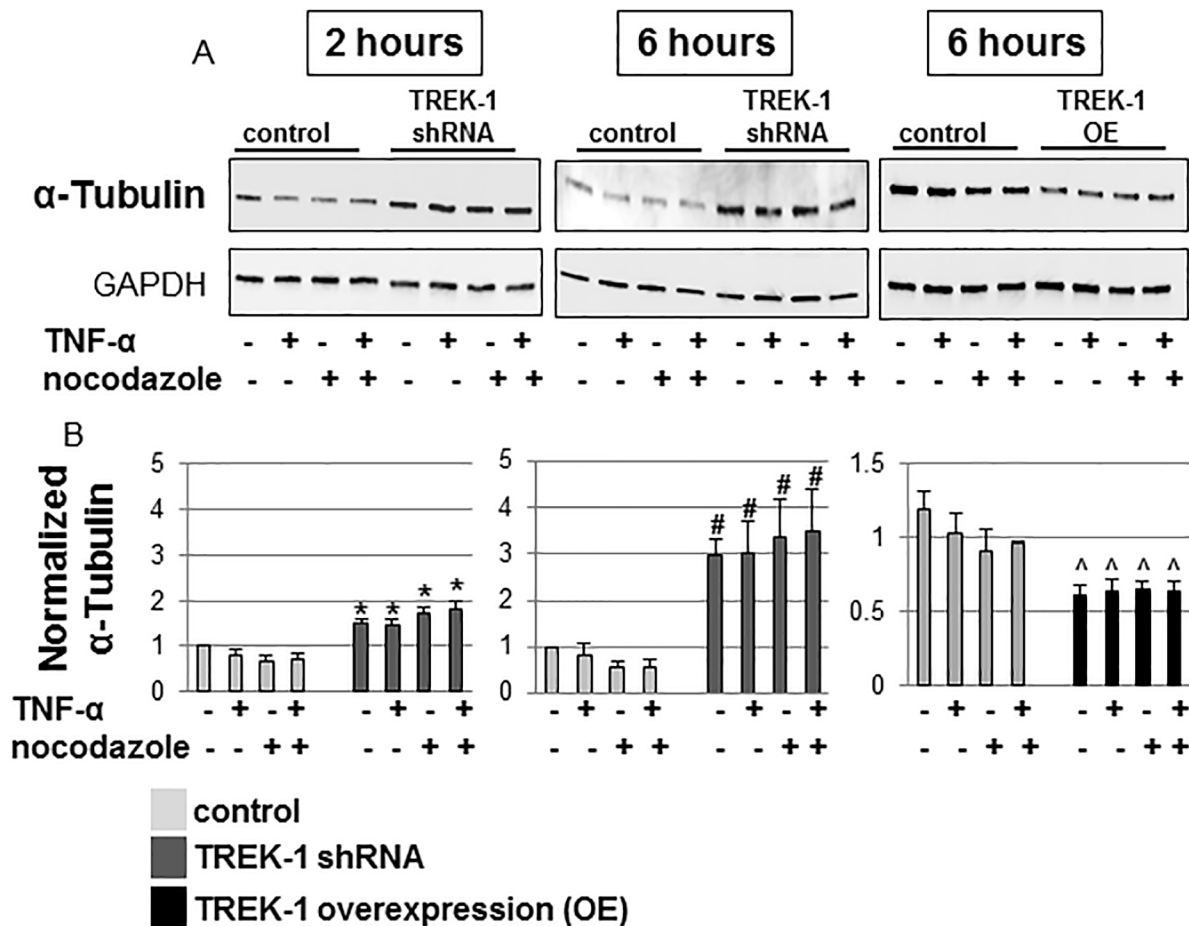 A
2 hours
6 hours
6 hours
control
TREK-1
shRNA
control
TREK-1
shRNA
control
TREK-1
OE
α-Tubulin
GAPDH
TNF-α - + - + - + - + - + - + - + - + - + - + - + - +
nocodazole - - + + - - + + - - + + - - + + - - + + - - + +
B
Normalized
α-Tubulin
5
4
3
2
1
0
* * * *
5
4
3
2
1
0
# # # #
1.5
1
0.5
0
^ ^ ^ ^
TNF-α - + - + - + - + - + - + - + - + - + - + - + - +
nocodazole - - + + - - + + - - + + - - + + - - + + - - + +
control
TREK-1 shRNA
TREK-1 overexpression (OE)